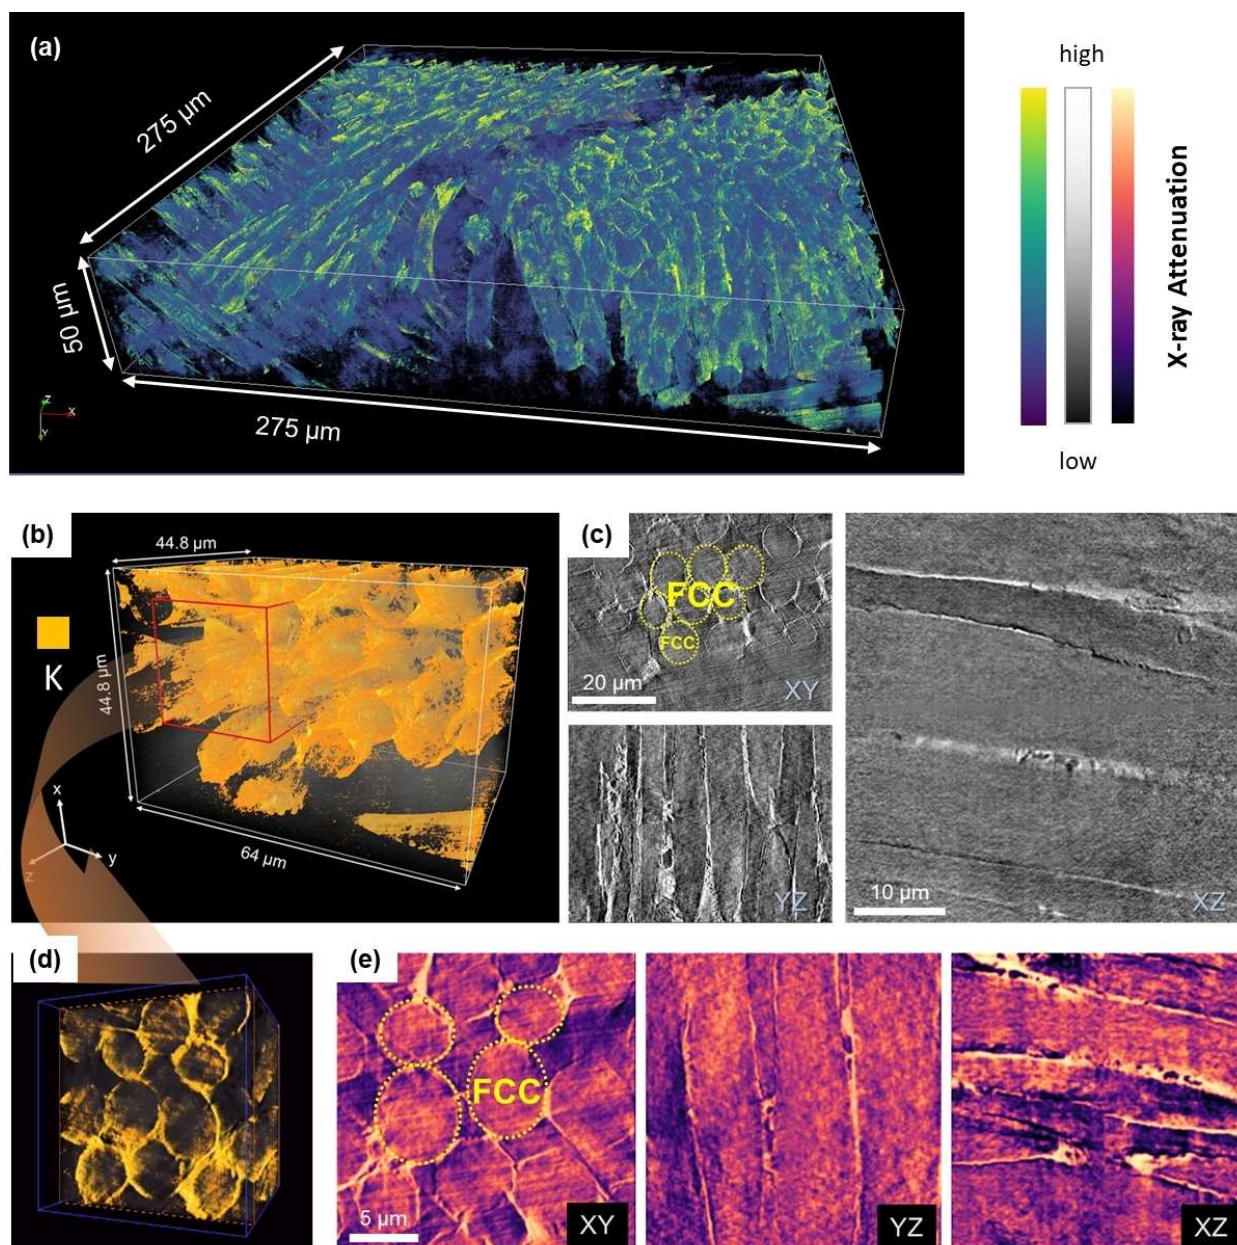 (a)
275 µm
50 µm
275 µm
Z
X
Y
high
X-ray Attenuation
low
(b)
44.8 µm
K
44.8 µm
64 µm
x
y
z
(c)
FCC
FCC
20 µm
XY
YZ
10 µm
XZ
(d)
(e)
FCC
5 µm
XY
YZ
XZ